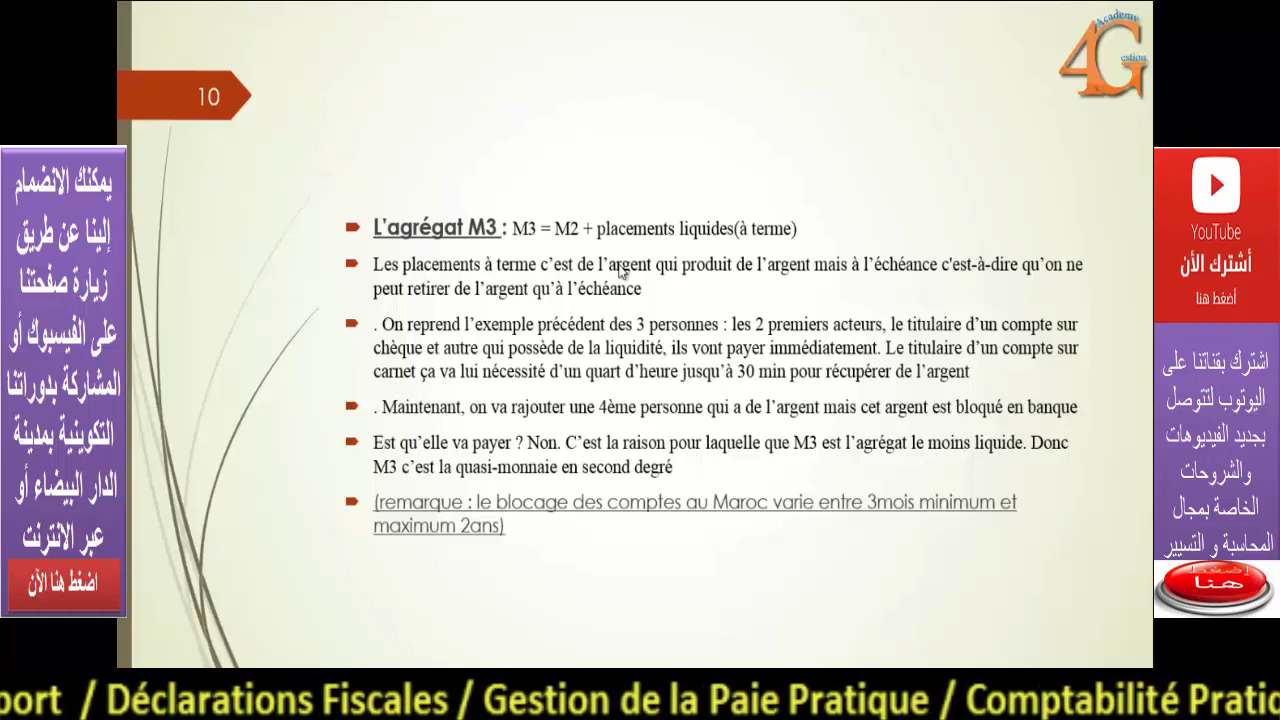 Academy
4G
estion
10
L'agrégat M3 : M3 = M2 + placements liquides(à terme)
Les placements à terme c'est de l'argent qui produit de l'argent mais à l'échéance c'est-à-dire qu'on ne
peut retirer de l'argent qu'à l'échéance
. On reprend l'exemple précédent des 3 personnes : les 2 premiers acteurs, le titulaire d'un compte sur
chèque et autre qui possède de la liquidité, ils vont payer immédiatement. Le titulaire d'un compte sur
carnet ça va lui nécessité d'un quart d'heure jusqu'à 30 min pour récupérer de l'argent
. Maintenant, on va rajouter une 4ème personne qui a de l'argent mais cet argent est bloqué en banque
Est qu'elle va payer ? Non. C'est la raison pour laquelle que M3 est l'agrégat le moins liquide. Donc
M3 c'est la quasi-monnaie en second degré
(remarque : le blocage des comptes au Maroc varie entre 3mois minimum et
maximum 2ans)
يمكنك الانضمام
إلينا عن طريق
زيارة صفحتنا
على الفيسبوك أو
المشاركة بدوراتنا
التكوينية بمدينة
الدار البيضاء أو
عبر الانترنت
اضغط هنا الآن
YouTube
أشترك الأن
أضغط هنا
اشترك بقناتنا على
اليوتوب لتتوصل
بجديد الفيديوهات
والشروحات
الخاصة بمجال
المحاسبة و التسيير
إضغط
هنا
port / Déclarations Fiscales / Gestion de la Paie Pratique / Comptabilité Pratiq